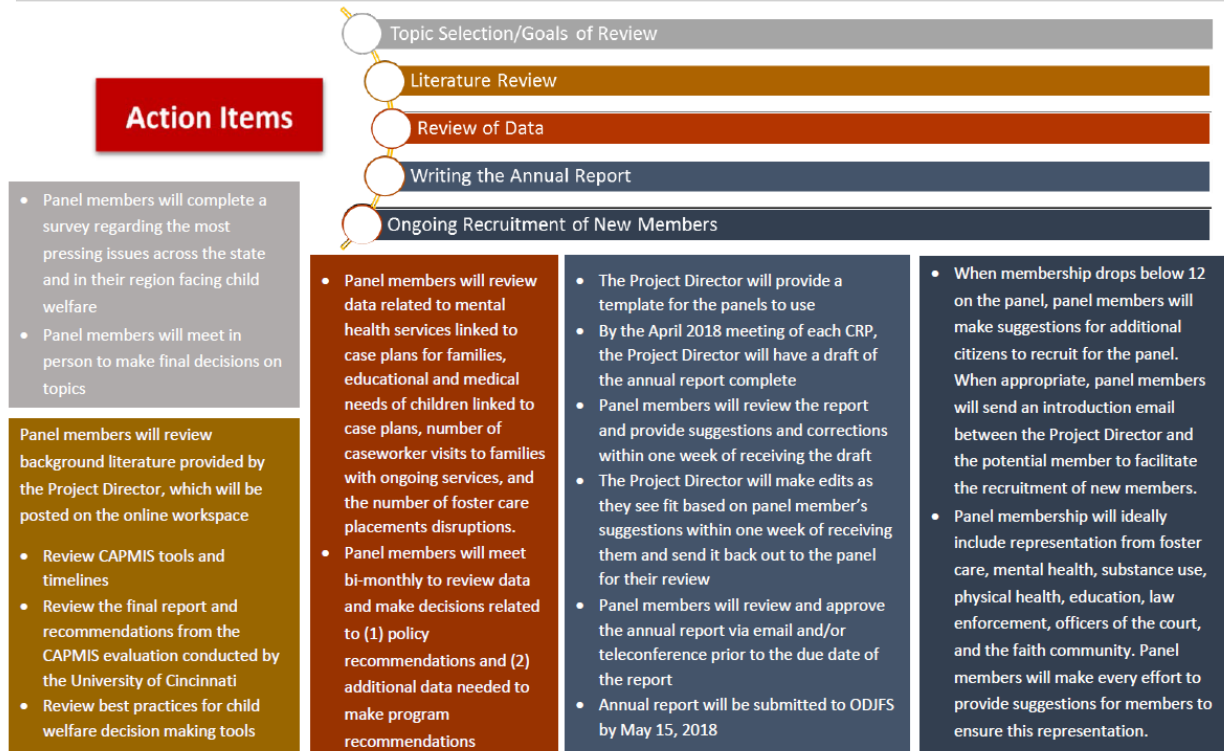 Topic Selection/Goals of Review
Literature Review
Review of Data
Writing the Annual Report
Ongoing Recruitment of New Members
Action Items
• Panel members will complete a
survey regarding the most
pressing issues across the state
and in their region facing child
welfare
• Panel members will meet in
person to make final decisions on
topics
Panel members will review
background literature provided by
the Project Director, which will be
posted on the online workspace
• Review CAPMIS tools and
timelines
• Review the final report and
recommendations from the
CAPMIS evaluation conducted by
the University of Cincinnati
• Review best practices for child
welfare decision making tools
• Panel members will review
data related to mental
health services linked to
case plans for families,
educational and medical
needs of children linked to
case plans, number of
caseworker visits to families
with ongoing services, and
the number of foster care
placements disruptions.
• Panel members will meet
bi-monthly to review data
and make decisions related
to (1) policy
recommendations and (2)
additional data needed to
make program
recommendations
• The Project Director will provide a
template for the panels to use
• By the April 2018 meeting of each CRP,
the Project Director will have a draft of
the annual report complete
• Panel members will review the report
and provide suggestions and corrections
within one week of receiving the draft
• The Project Director will make edits as
they see fit based on panel member’s
suggestions within one week of receiving
them and send it back out to the panel
for their review
• Panel members will review and approve
the annual report via email and/or
teleconference prior to the due date of
the report
• Annual report will be submitted to ODJFS
by May 15, 2018
• When membership drops below 12
on the panel, panel members will
make suggestions for additional
citizens to recruit for the panel.
When appropriate, panel members
will send an introduction email
between the Project Director and
the potential member to facilitate
the recruitment of new members.
• Panel membership will ideally
include representation from foster
care, mental health, substance use,
physical health, education, law
enforcement, officers of the court,
and the faith community. Panel
members will make every effort to
provide suggestions for members to
ensure this representation.